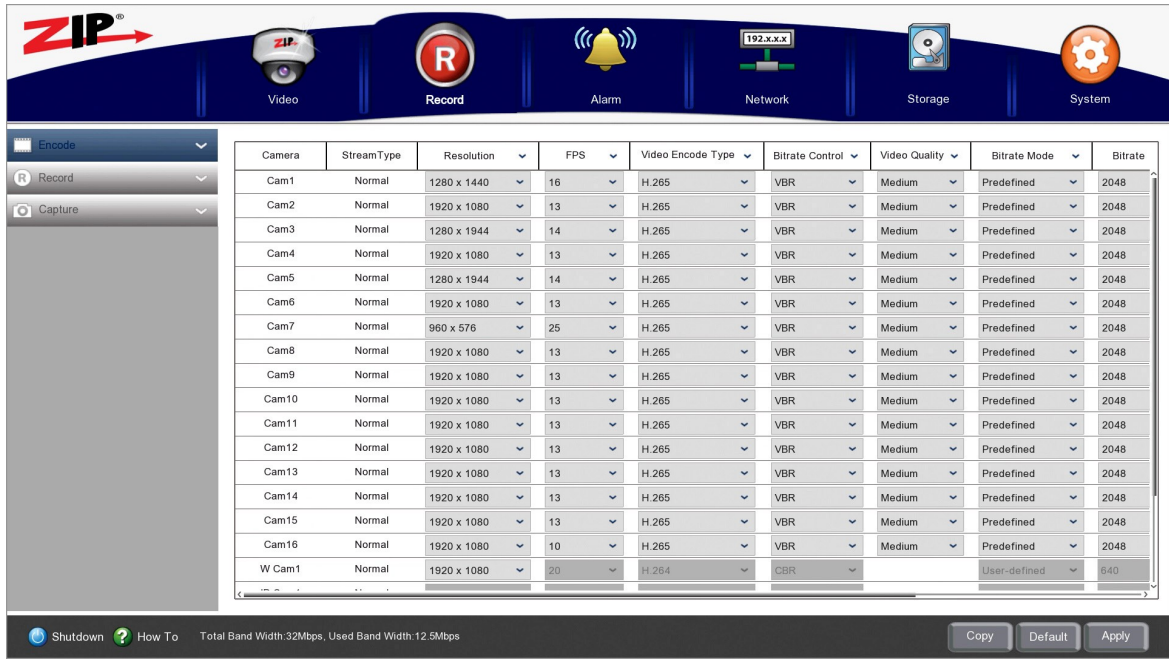 ZIP®
ZIP
192.x.x.x
R
Video Record Alarm Network Storage System
Encode
R Record
Capture
Camera StreamType Resolution FPS Video Encode Type Bitrate Control Video Quality Bitrate Mode Bitrate
Cam1 Normal 1280 x 1440 16 H.265 VBR Medium Predefined 2048
Cam2 Normal 1920 x 1080 13 H.265 VBR Medium Predefined 2048
Cam3 Normal 1280 x 1944 14 H.265 VBR Medium Predefined 2048
Cam4 Normal 1920 x 1080 13 H.265 VBR Medium Predefined 2048
Cam5 Normal 1280 x 1944 14 H.265 VBR Medium Predefined 2048
Cam6 Normal 1920 x 1080 13 H.265 VBR Medium Predefined 2048
Cam7 Normal 960 x 576 25 H.265 VBR Medium Predefined 2048
Cam8 Normal 1920 x 1080 13 H.265 VBR Medium Predefined 2048
Cam9 Normal 1920 x 1080 13 H.265 VBR Medium Predefined 2048
Cam10 Normal 1920 x 1080 13 H.265 VBR Medium Predefined 2048
Cam11 Normal 1920 x 1080 13 H.265 VBR Medium Predefined 2048
Cam12 Normal 1920 x 1080 13 H.265 VBR Medium Predefined 2048
Cam13 Normal 1920 x 1080 13 H.265 VBR Medium Predefined 2048
Cam14 Normal 1920 x 1080 13 H.265 VBR Medium Predefined 2048
Cam15 Normal 1920 x 1080 13 H.265 VBR Medium Predefined 2048
Cam16 Normal 1920 x 1080 10 H.265 VBR Medium Predefined 2048
W Cam1 Normal 1920 x 1080 20 H.264 CBR User-defined 640
Shutdown ? How To Total Band Width:32Mbps, Used Band Width:12.5Mbps Copy Default Apply